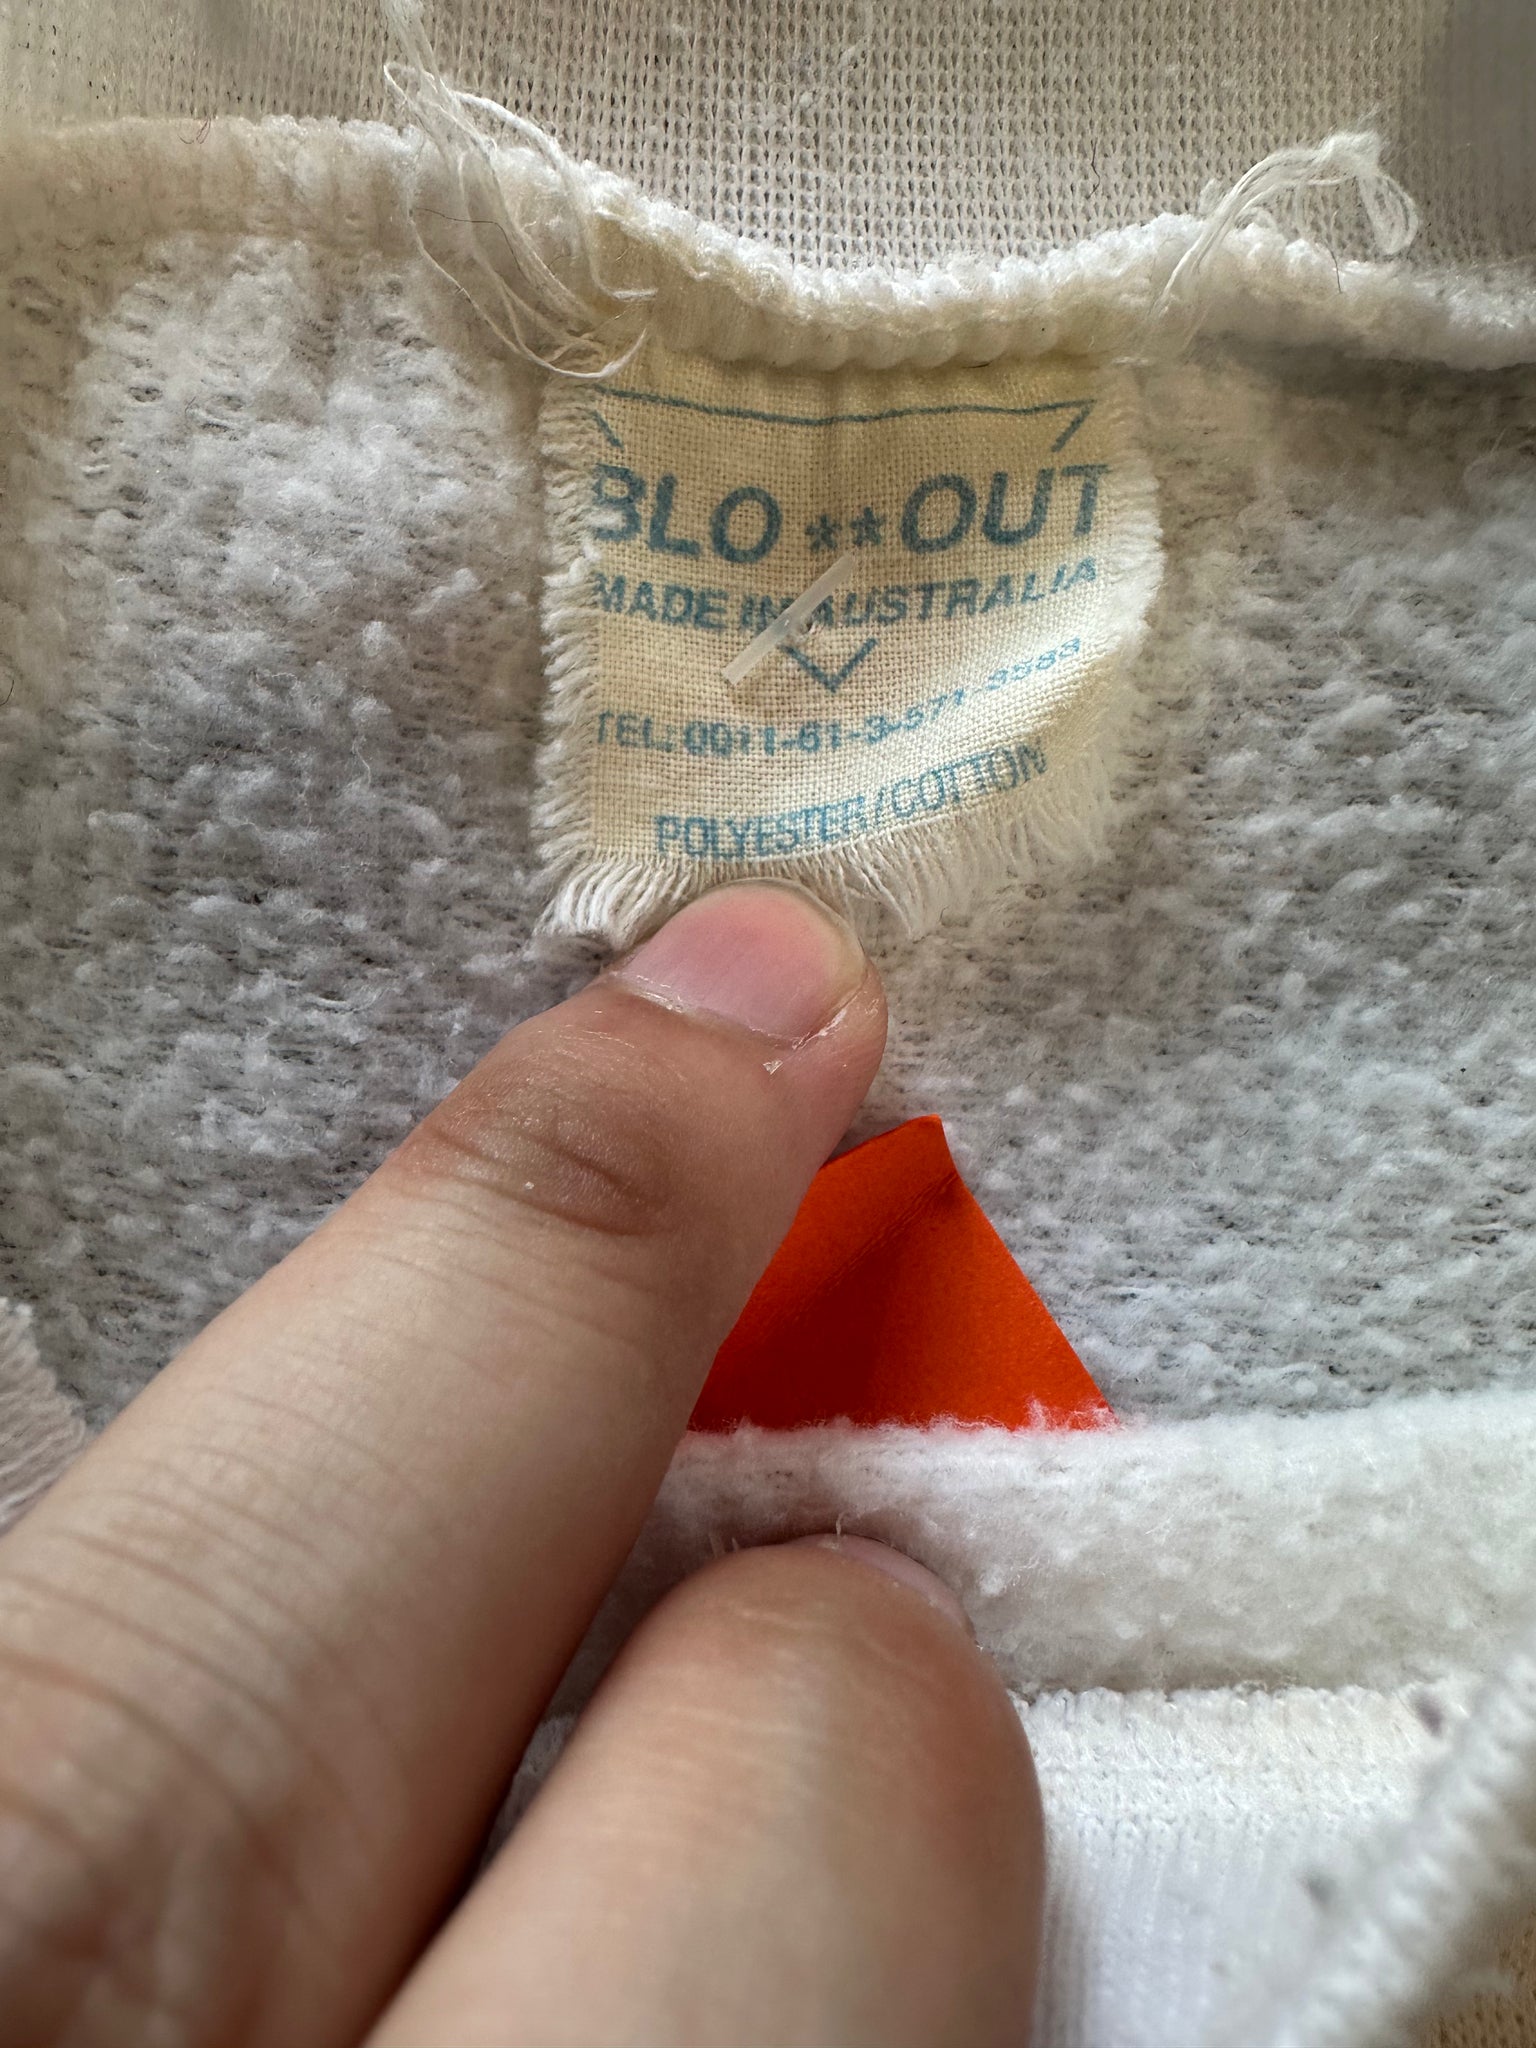 BLO **OUT
MADE IN AUSTRALIA
TEL: 0011-61-3-571-3583
POLYESTER/COTTON